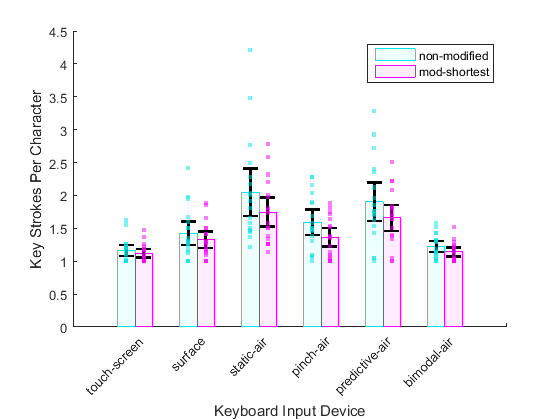 4.5
4
3.5
3
2.5
2
1.5
1
0.5
0
Key Strokes Per Character
non-modified
mod-shortest
touch-screen
surface
static-air
pinch-air
predictive-air
bimodal-air
Keyboard Input Device